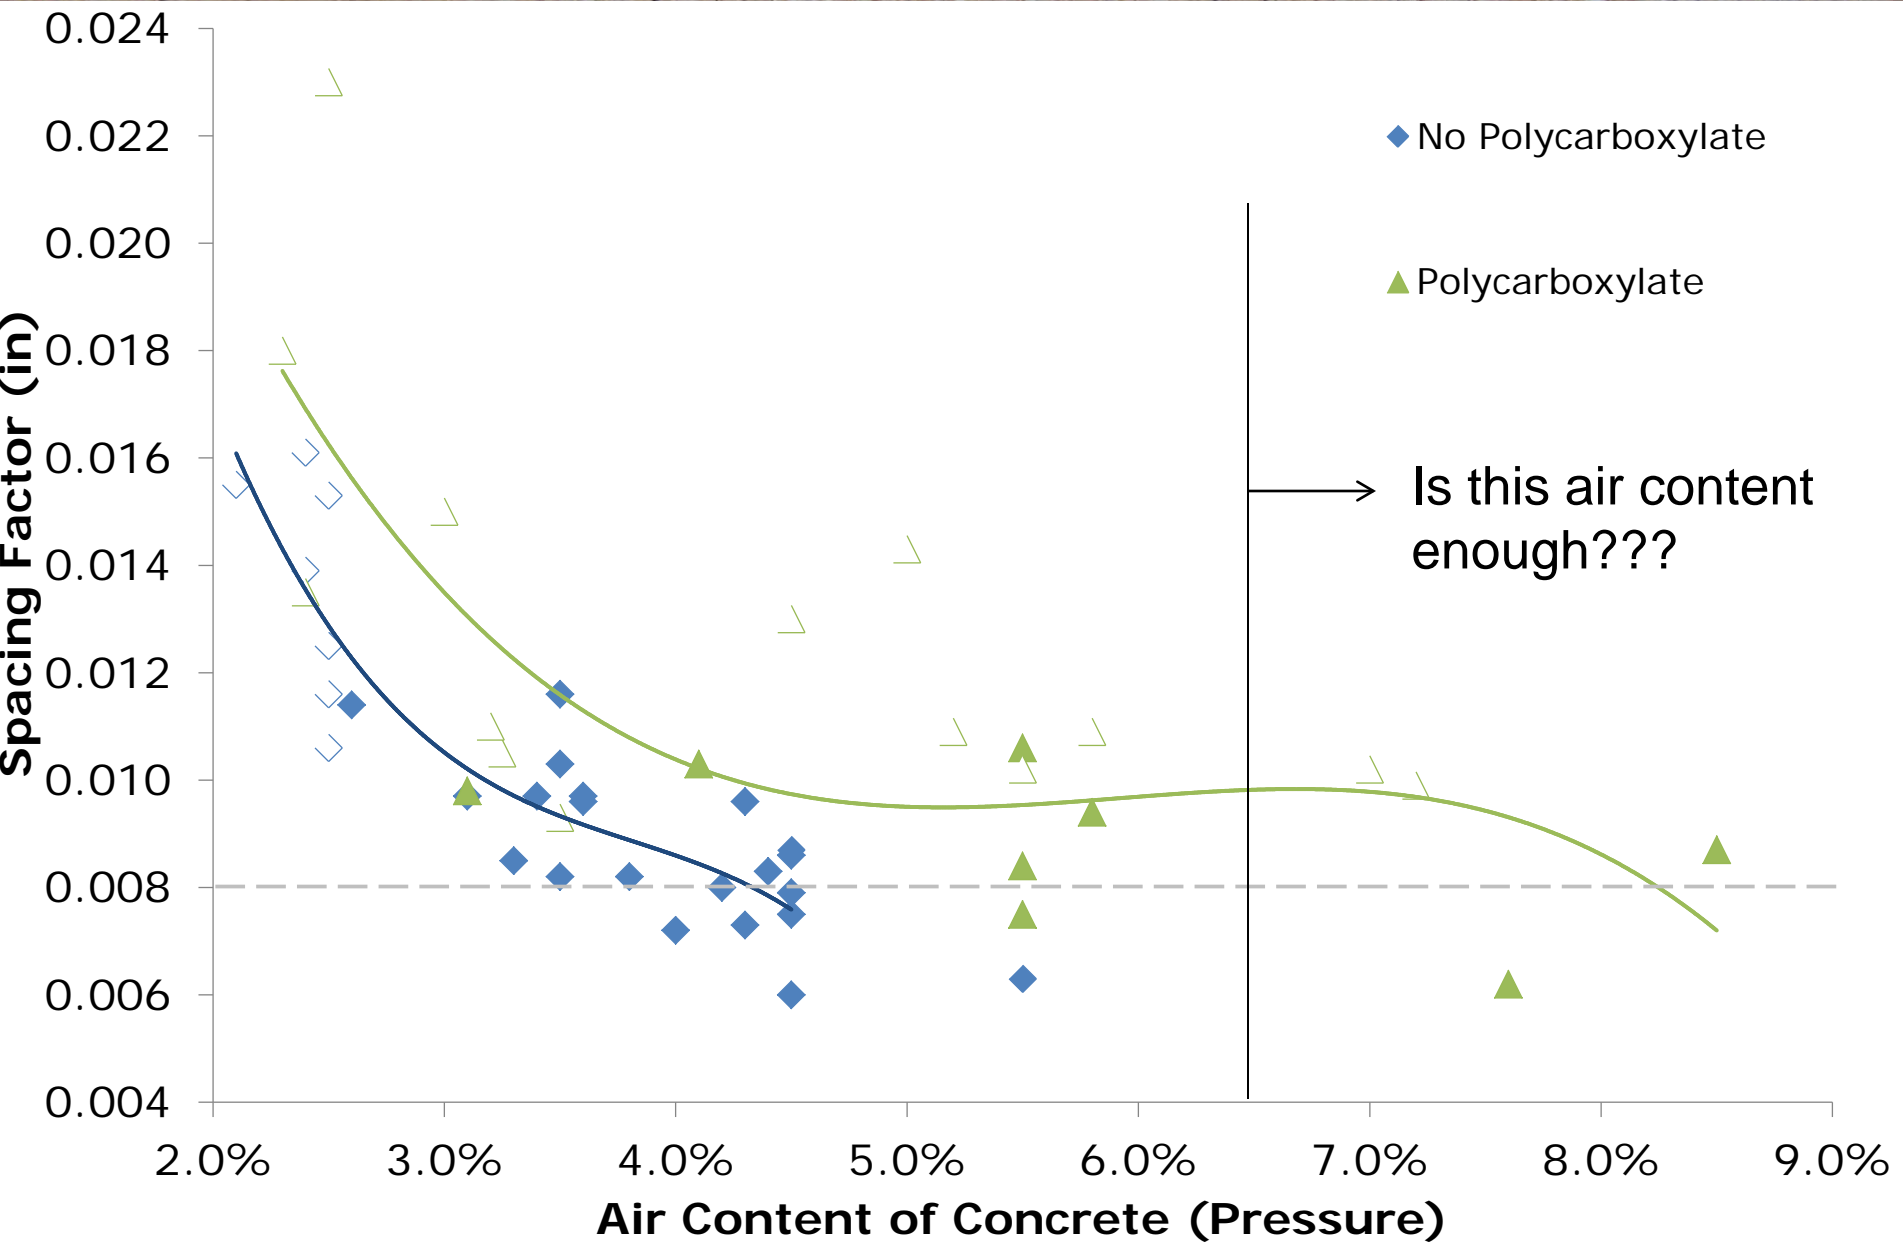 0.024
0.022
0.020
0.018
0.016
0.014
0.012
0.010
0.008
0.006
0.004
Spacing Factor (in)
No Polycarboxylate
Polycarboxylate
Is this air content
enough???
2.0% 3.0% 4.0% 5.0% 6.0% 7.0% 8.0% 9.0%
Air Content of Concrete (Pressure)